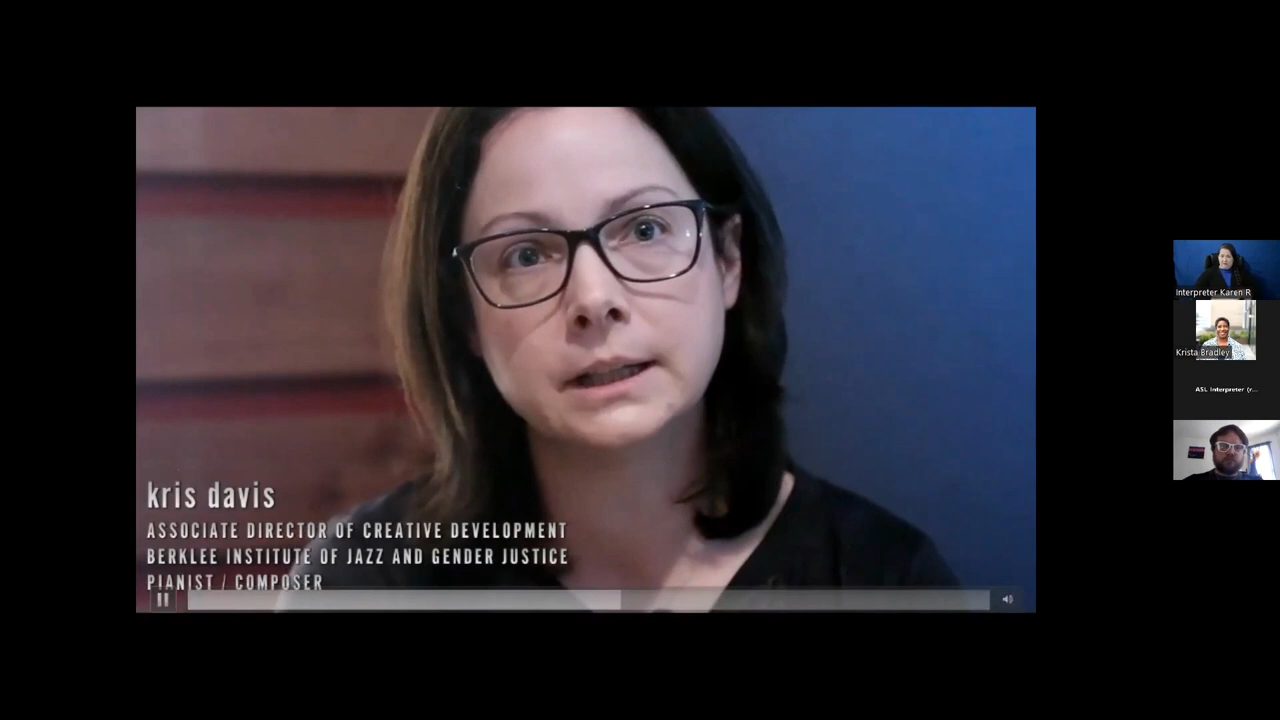 kris davis
ASSOCIATE DIRECTOR OF CREATIVE DEVELOPMENT
BERKLEE INSTITUTE OF JAZZ AND GENDER JUSTICE
PIANIST / COMPOSER
Interpreter Karen R
Krista Bradley
ASL Interpreter (r...